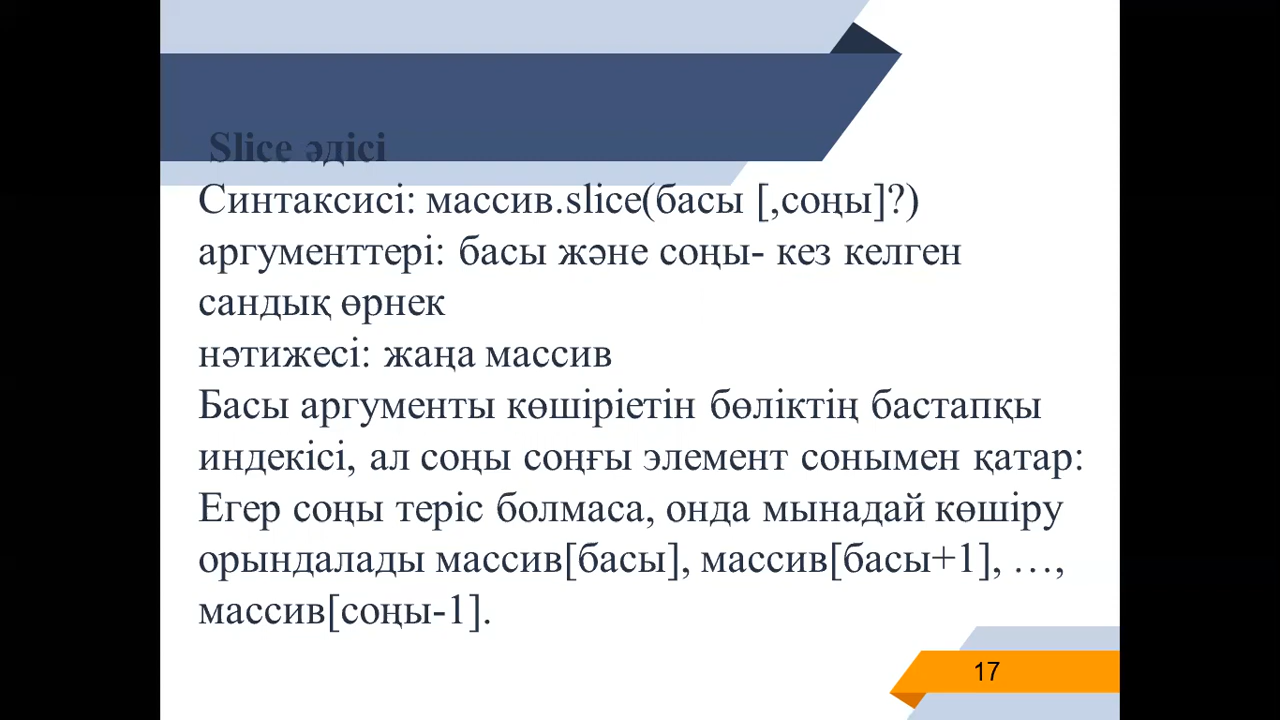 Slice әдісі
Синтаксисі: массив.slice(басы [,соңы]?)
аргументтері: басы және соңы- кез келген
сандық өрнек
нәтижесі: жаңа массив
Басы аргументы көшіріетін бөліктің бастапқы
индекісі, ал соңы соңғы элемент сонымен қатар:
Егер соңы теріс болмаса, онда мынадай көшіру
орындалады массив[басы], массив[басы+1], …,
массив[соңы-1].
17